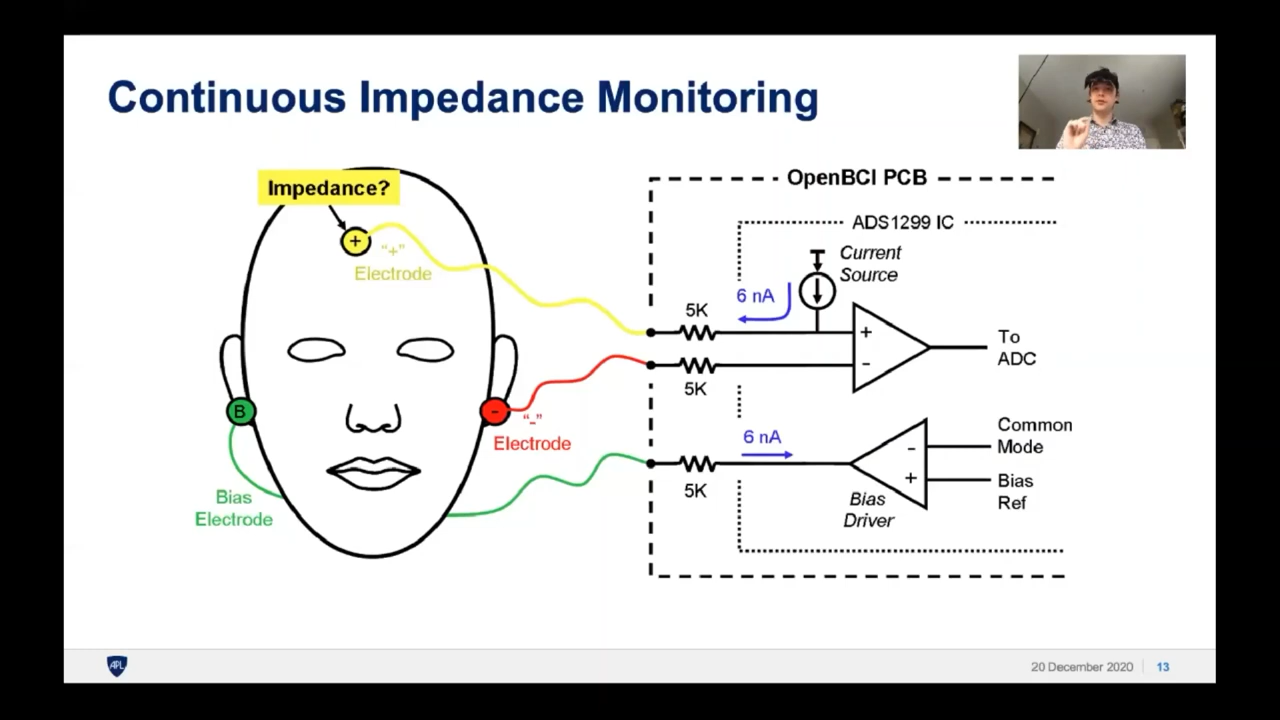 Continuous Impedance Monitoring
Impedance?
+
"+"
Electrode
B
-
"-"
Electrode
Bias
Electrode
OpenBCI PCB
ADS1299 IC
Current
Source
6 nA
5K
+
-
5K
To
ADC
6 nA
5K
-
+
Bias
Driver
Common
Mode
Bias
Ref
APL
20 December 2020
13